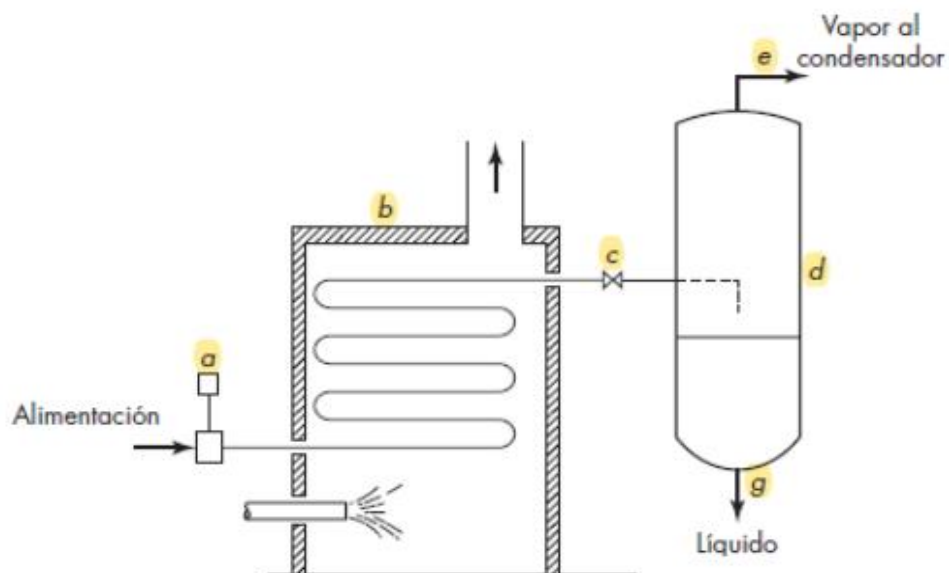 Vapor al
condensador
e
b
c
d
a
Alimentación
g
Líquido